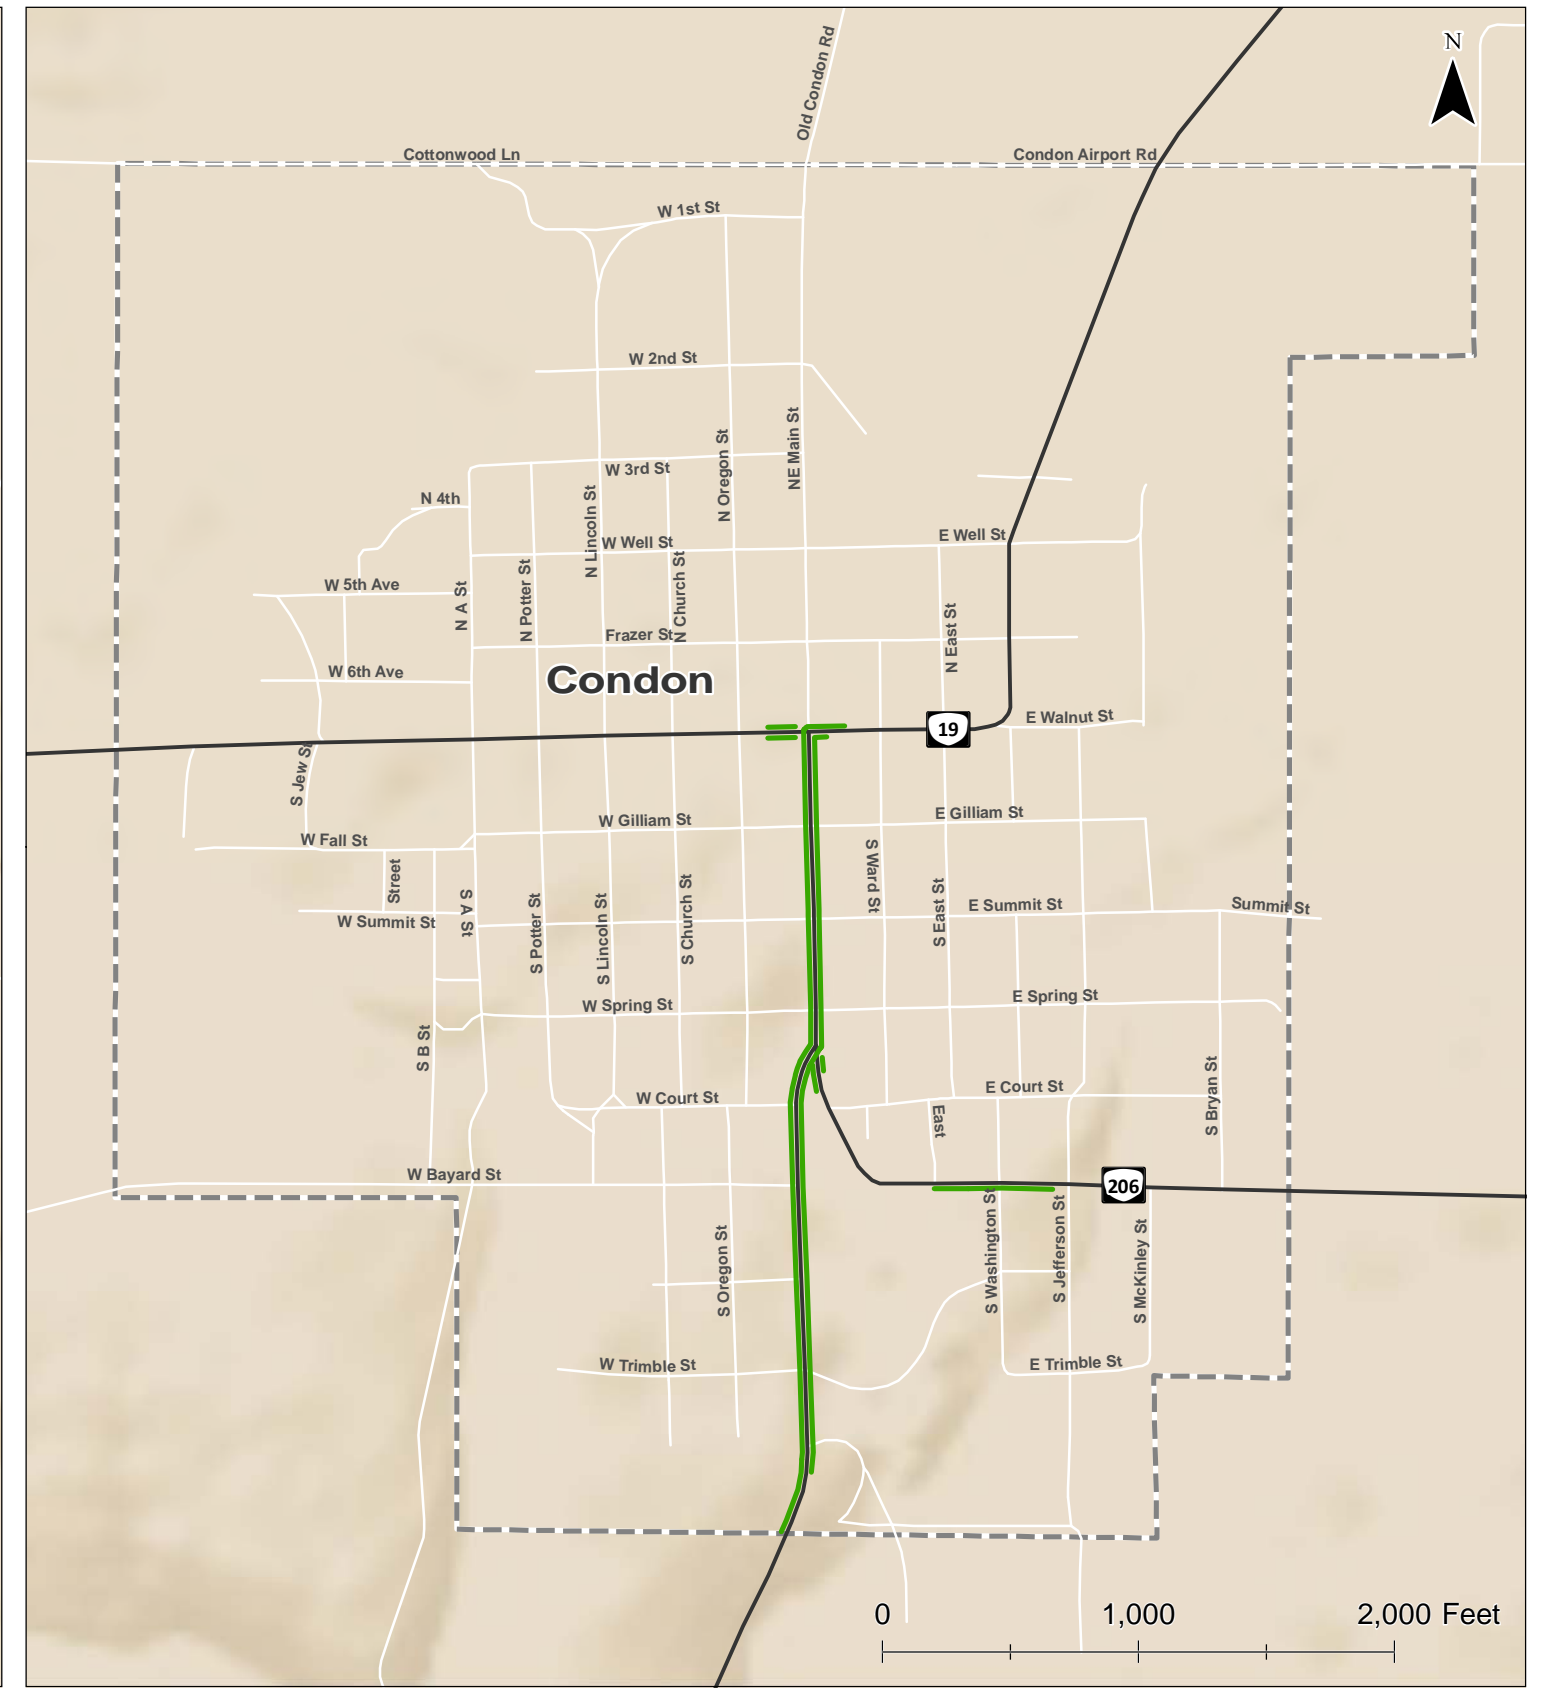 Old Condon Rd
N
Cottonwood Ln
Condon Airport Rd
W 1st St
W 2nd St
NE Main St
N Oregon St
W 3rd St
N 4th
N Lincoln St
W Well St
E Well St
N Church St
N Potter St
N A St
W 5th Ave
N East St
Frazer St
W 6th Ave
Condon
E Walnut St
19
S Jew St
W Gilliam St
E Gilliam St
W Fall St
Street
S Ward St
S A St
W Summit St
E Summit St
Summit St
S Potter St
S Lincoln St
S Church St
S East St
W Spring St
E Spring St
S B St
S Bryan St
W Court St
E Court St
East
W Bayard St
206
S Oregon St
S Washington St
S Jefferson St
S McKinley St
W Trimble St
E Trimble St
0 1,000 2,000 Feet